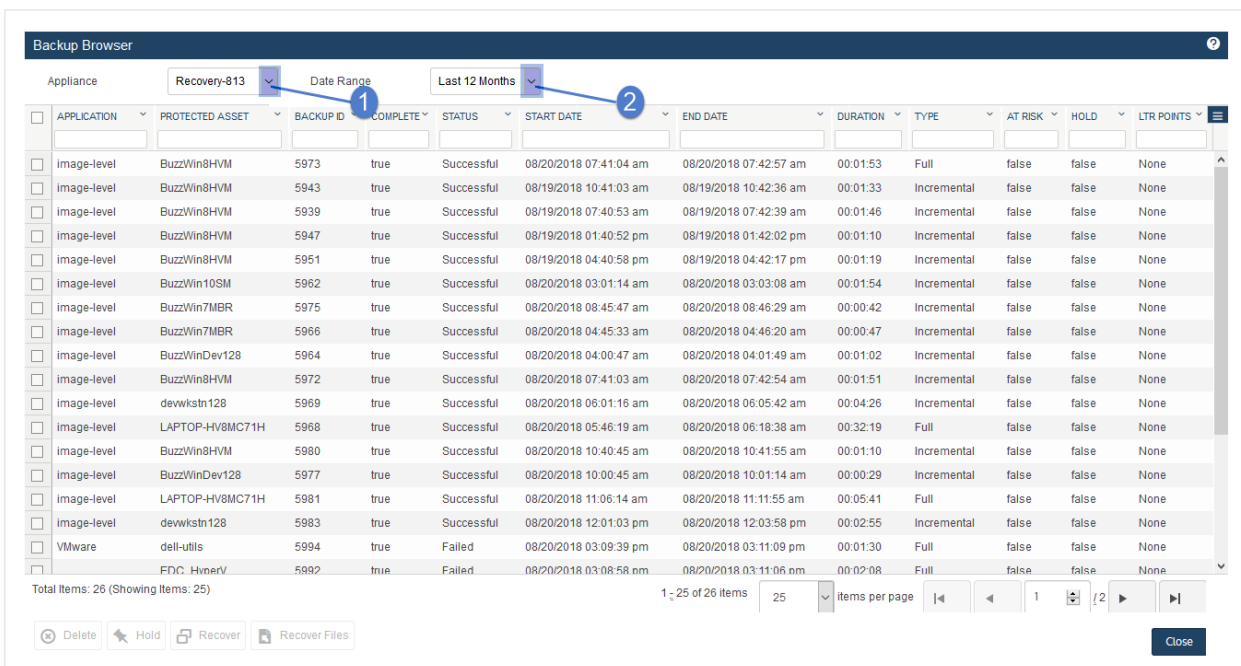 Backup Browser ?
Appliance Recovery-813 Date Range Last 12 Months
1 2
APPLICATION PROTECTED ASSET BACKUP ID COMPLETE STATUS START DATE END DATE DURATION TYPE AT RISK HOLD LTR POINTS
image-level BuzzWin8HVM 5973 true Successful 08/20/2018 07:41:04 am 08/20/2018 07:42:57 am 00:01:53 Full false false None
image-level BuzzWin8HVM 5943 true Successful 08/19/2018 10:41:03 am 08/19/2018 10:42:36 am 00:01:33 Incremental false false None
image-level BuzzWin8HVM 5939 true Successful 08/19/2018 07:40:53 am 08/19/2018 07:42:39 am 00:01:46 Incremental false false None
image-level BuzzWin8HVM 5947 true Successful 08/19/2018 01:40:52 pm 08/19/2018 01:42:02 pm 00:01:10 Incremental false false None
image-level BuzzWin8HVM 5951 true Successful 08/19/2018 04:40:58 pm 08/19/2018 04:42:17 pm 00:01:19 Incremental false false None
image-level BuzzWin10SM 5962 true Successful 08/20/2018 03:01:14 am 08/20/2018 03:03:08 am 00:01:54 Incremental false false None
image-level BuzzWin7MBR 5975 true Successful 08/20/2018 08:45:47 am 08/20/2018 08:46:29 am 00:00:42 Incremental false false None
image-level BuzzWin7MBR 5966 true Successful 08/20/2018 04:45:33 am 08/20/2018 04:46:20 am 00:00:47 Incremental false false None
image-level BuzzWinDev128 5964 true Successful 08/20/2018 04:00:47 am 08/20/2018 04:01:49 am 00:01:02 Incremental false false None
image-level BuzzWin8HVM 5972 true Successful 08/20/2018 07:41:03 am 08/20/2018 07:42:54 am 00:01:51 Incremental false false None
image-level devwkstn128 5969 true Successful 08/20/2018 06:01:16 am 08/20/2018 06:05:42 am 00:04:26 Incremental false false None
image-level LAPTOP-HV8MC71H 5968 true Successful 08/20/2018 05:46:19 am 08/20/2018 06:18:38 am 00:32:19 Full false false None
image-level BuzzWin8HVM 5980 true Successful 08/20/2018 10:40:45 am 08/20/2018 10:41:55 am 00:01:10 Incremental false false None
image-level BuzzWinDev128 5977 true Successful 08/20/2018 10:00:45 am 08/20/2018 10:01:14 am 00:00:29 Incremental false false None
image-level LAPTOP-HV8MC71H 5981 true Successful 08/20/2018 11:06:14 am 08/20/2018 11:11:55 am 00:05:41 Full false false None
image-level devwkstn128 5983 true Successful 08/20/2018 12:01:03 pm 08/20/2018 12:03:58 pm 00:02:55 Incremental false false None
VMware dell-utils 5994 true Failed 08/20/2018 03:09:39 pm 08/20/2018 03:11:09 pm 00:01:30 Full false false None
EDC_HyperV 5992 true Failed 08/20/2018 03:08:58 pm 08/20/2018 03:11:06 pm 00:02:08 Full false false None
Total Items: 26 (Showing Items: 25) 1 - 25 of 26 items 25 items per page 1 / 2
Delete Hold Recover Recover Files Close